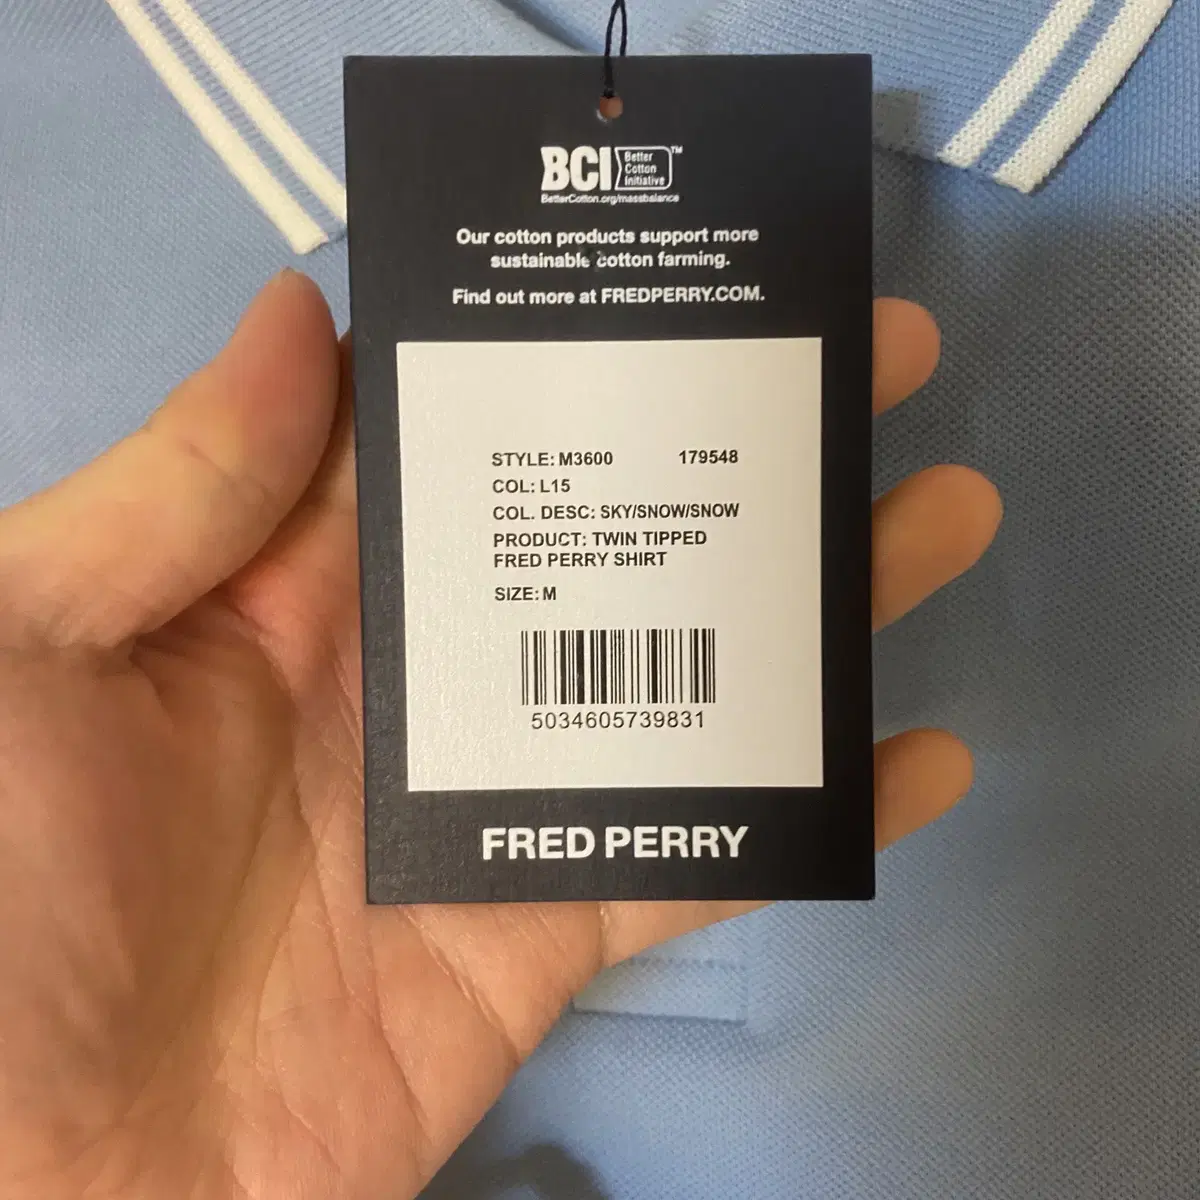 BCI Better Cotton Initiative™
BetterCotton.org/massbalance
Our cotton products support more
sustainable cotton farming.
Find out more at FREDPERRY.COM.
STYLE: M3600 179548
COL: L15
COL. DESC: SKY/SNOW/SNOW
PRODUCT: TWIN TIPPED
FRED PERRY SHIRT
SIZE: M
5034605739831
FRED PERRY